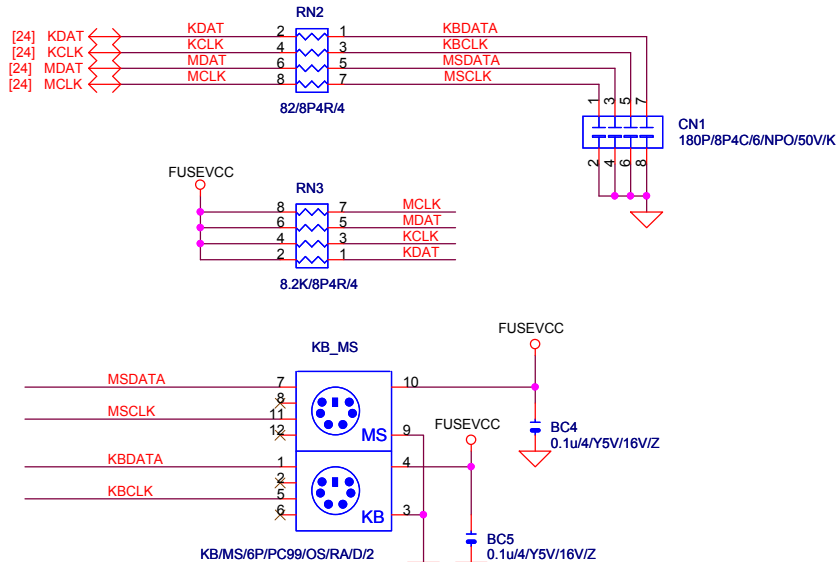 RN2
[24] KDAT KDAT 2 1 KBDATA
[24] KCLK KCLK 4 3 KBCLK
[24] MDAT MDAT 6 5 MSDATA
[24] MCLK MCLK 8 7 MSCLK
82/8P4R/4
1 3 5 7
CN1
180P/8P4C/6/NPO/50V/K
2 4 6 8
FUSEVCC
RN3
8 7 MCLK
6 5 MDAT
4 3 KCLK
2 1 KDAT
8.2K/8P4R/4
FUSEVCC
KB_MS
MSDATA 7 10
8
MSCLK 11
FUSEVCC
12 MS 9
BC4
0.1u/4/Y5V/16V/Z
KBDATA 1 4
2
KBCLK 5
6 KB 3
BC5
0.1u/4/Y5V/16V/Z
KB/MS/6P/PC99/OS/RA/D/2